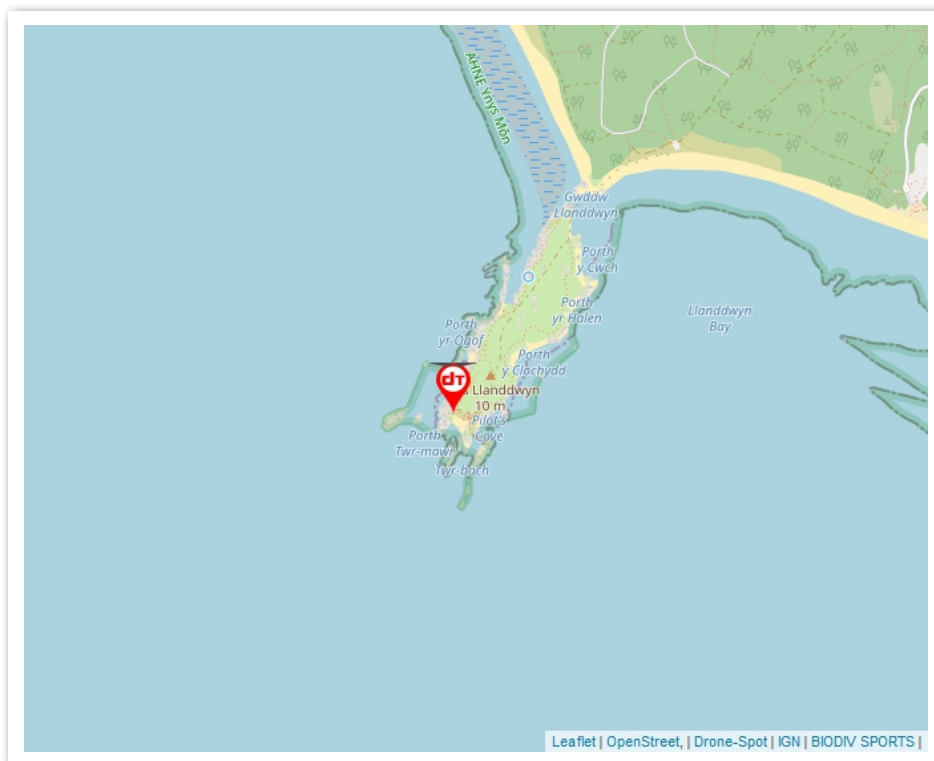 AHNE Ynys Môn
Gwddw
Llanddwyn
Porth
y Cwch
Porth
yr Halen
Llanddwyn
Bay
Porth
yr Ogof
Porth
y Clochydd
dT
s Llanddwyn
10 m
Pilot's
Cove
Porth
Twr-mawr
Twr-bach
Leaflet | OpenStreet, | Drone-Spot | IGN | BIODIV SPORTS |